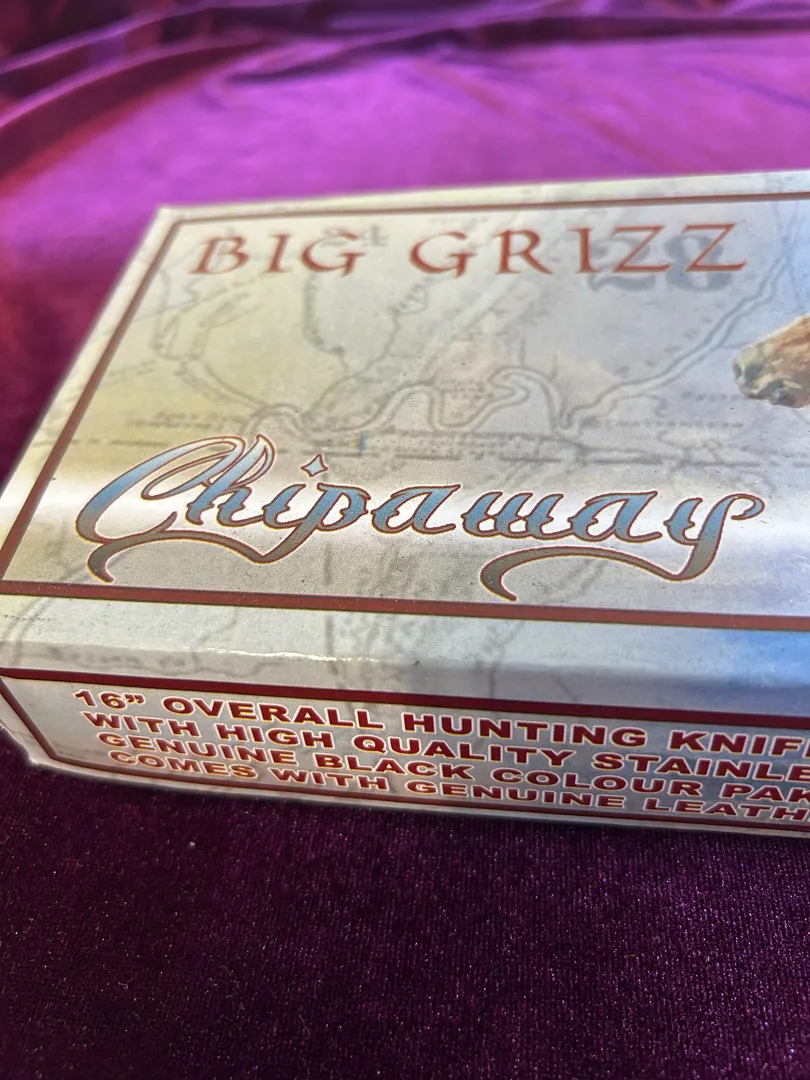 BIG GRIZZ
28
Chipaway
16” OVERALL HUNTING KNIF
WITH HIGH QUALITY STAINLE
GENUINE BLACK COLOUR PAK
COMES WITH GENUINE LEATH